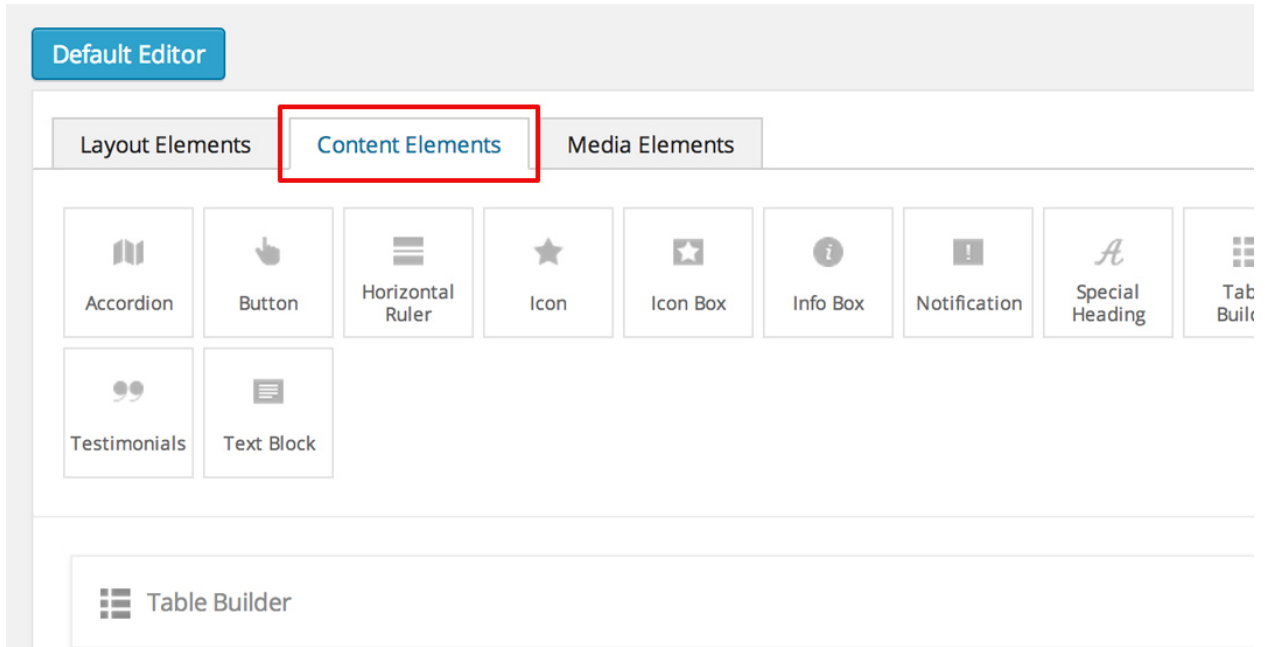 Default Editor
Layout Elements
Content Elements
Media Elements
Accordion
Button
Horizontal
Ruler
Icon
Icon Box
Info Box
Notification
Special
Heading
Testimonials
Text Block
Table Builder